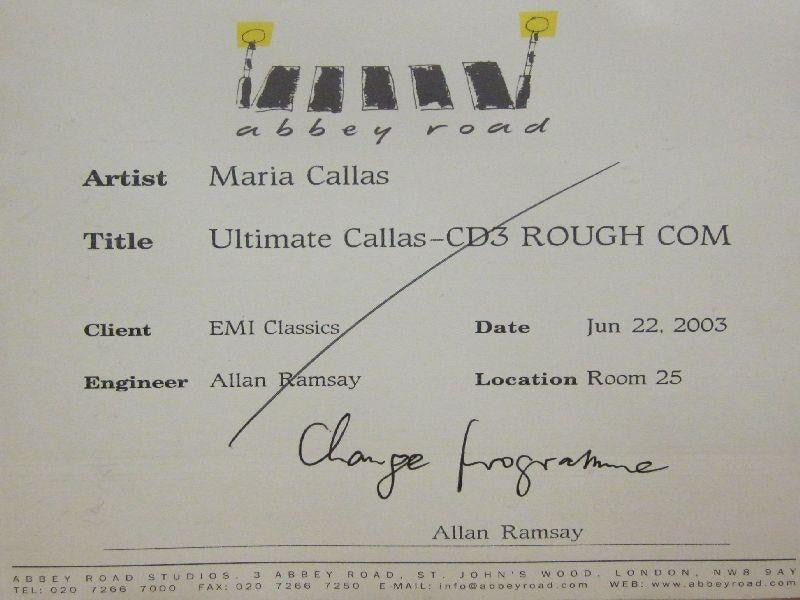 abbey road
Artist Maria Callas
Title Ultimate Callas-CD3 ROUGH COM
Client EMI Classics Date Jun 22, 2003
Engineer Allan Ramsay Location Room 25
Change Programme
Allan Ramsay
ABBEY ROAD STUDIOS. 3 ABBEY ROAD, ST. JOHN'S WOOD, LONDON, NW8 9AY
TEL: 020 7266 7000 FAX: 020 7266 7250 E-MAIL: info@abbeyroad.com WEB: www.abbeyroad.com